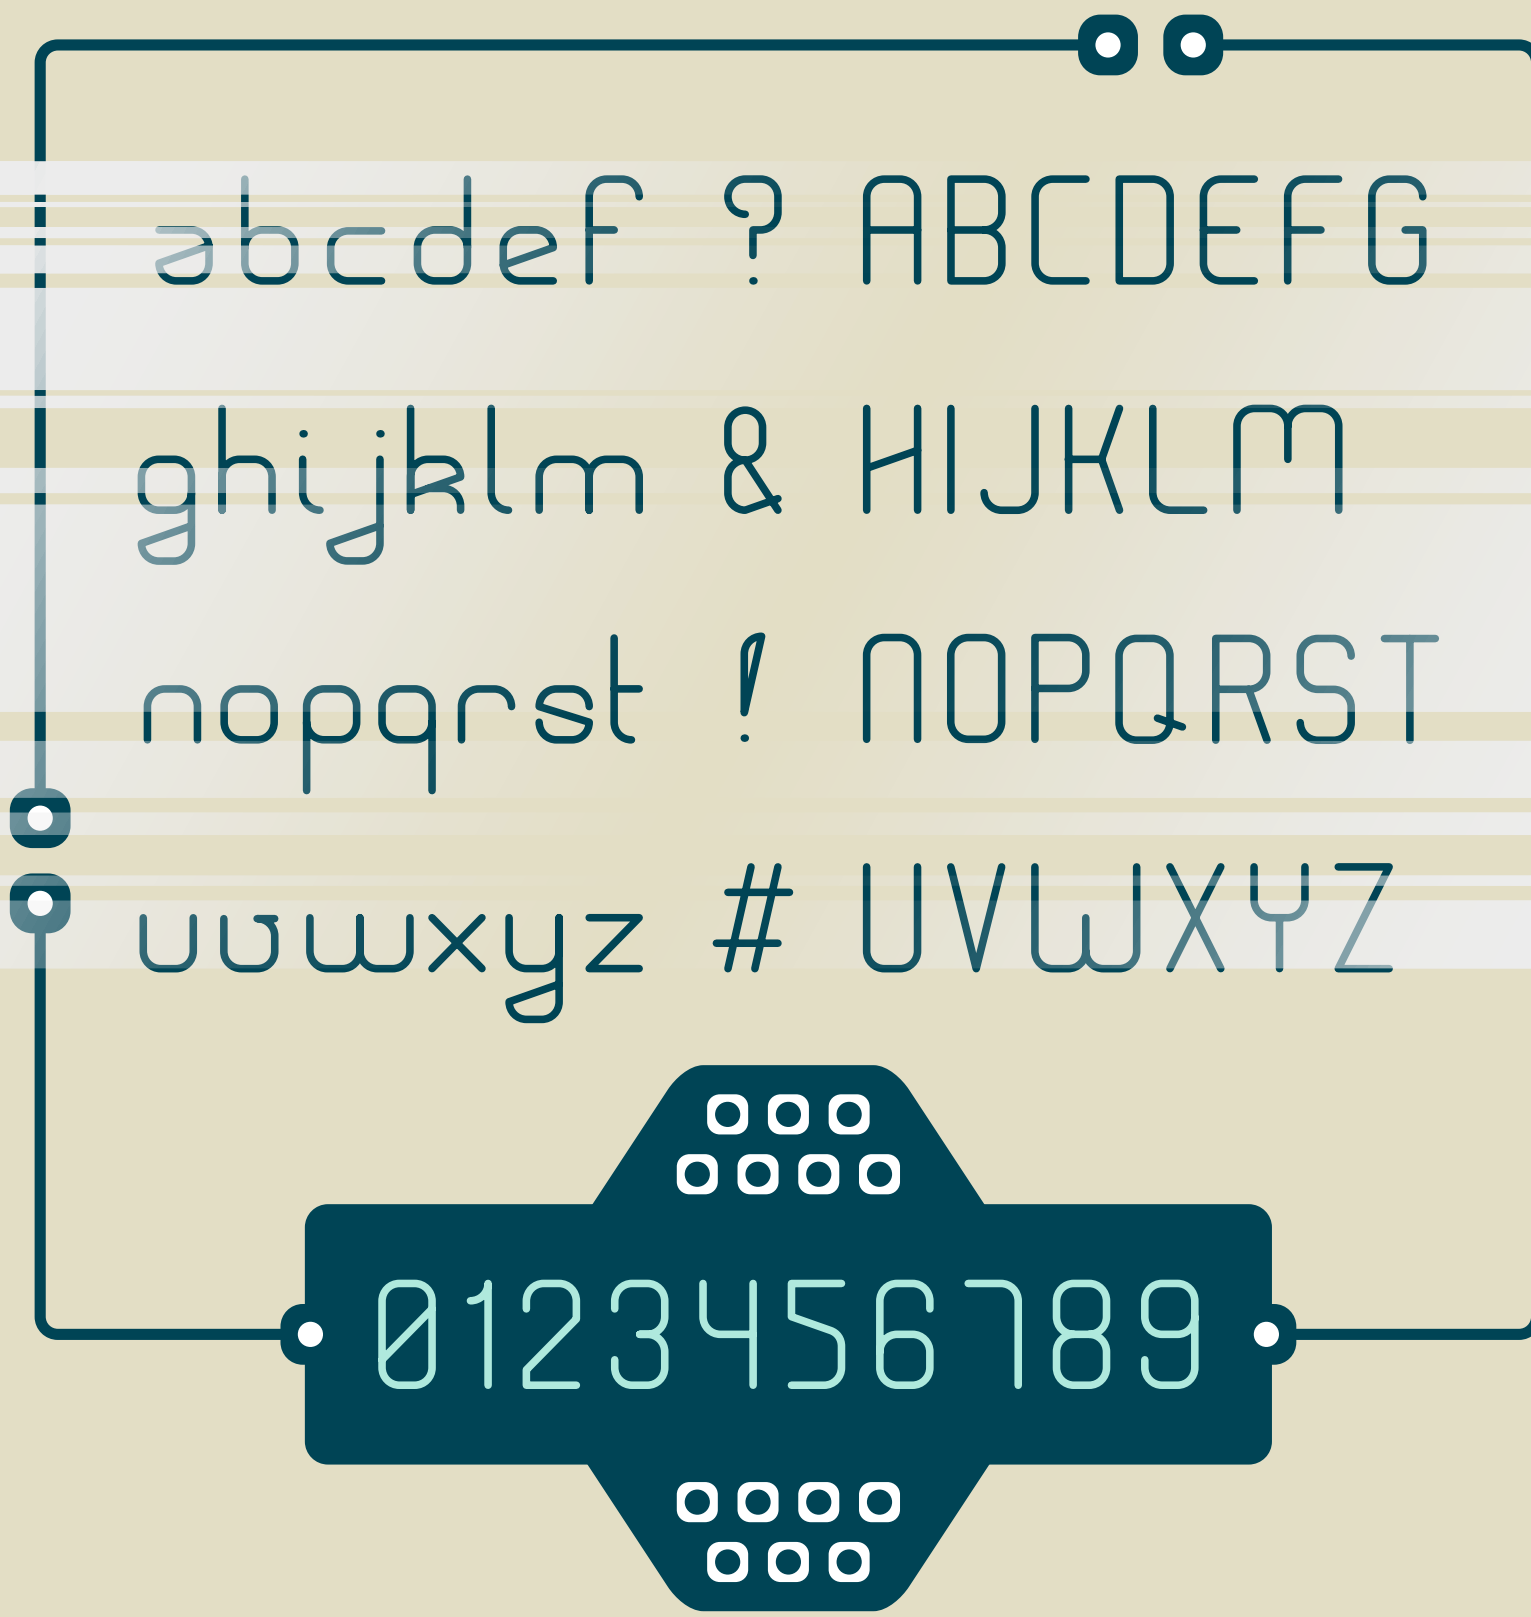 abcdef ? ABCDEFG
ghijklm & HIJKLM
nopqrst ! NOPQRST
uvwxyz # UVWXYZ
0123456789